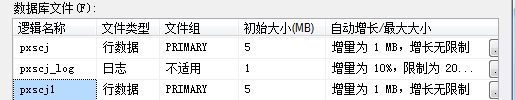 数据库文件(F):
逻辑名称 文件类型 文件组 初始大小(MB) 自动增长/最大大小
pxscj 行数据 PRIMARY 5 增量为 1 MB，增长无限制 ...
pxscj_log 日志 不适用 1 增量为 10%，限制为 20... ...
pxscj1 行数据 PRIMARY 5 增量为 1 MB，增长无限制 ...